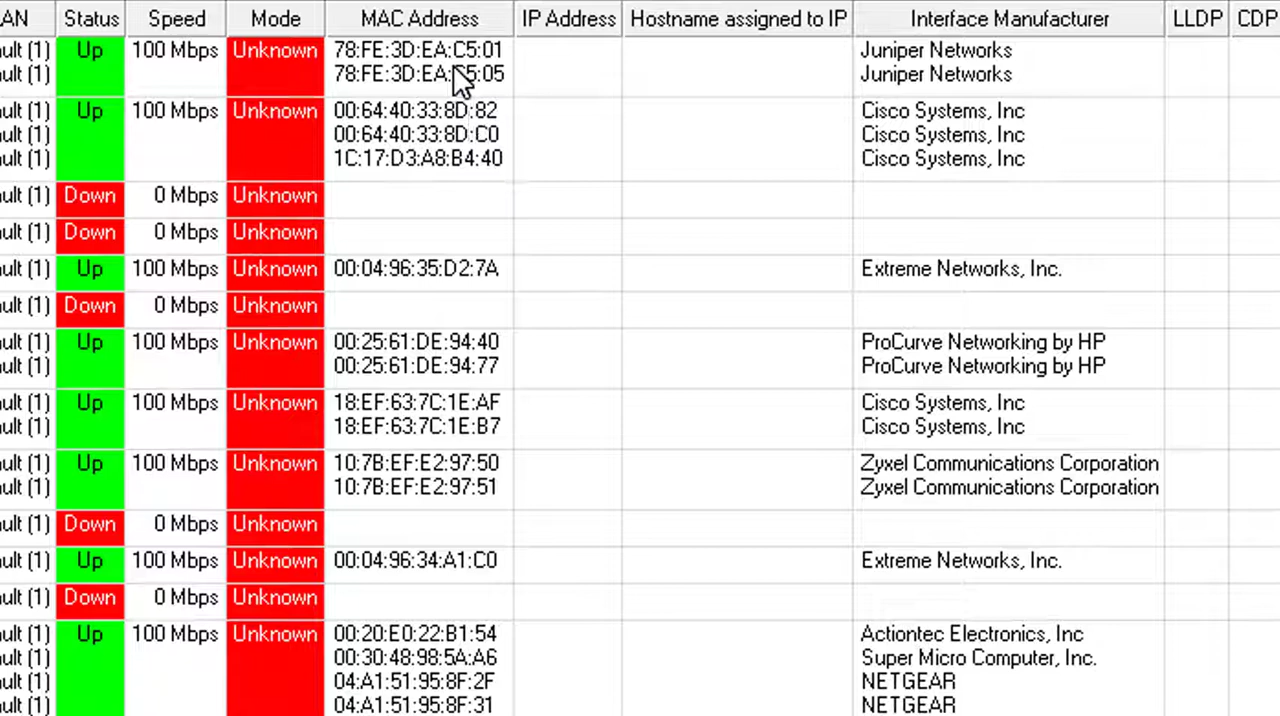 LAN Status Speed Mode MAC Address IP Address Hostname assigned to IP Interface Manufacturer LLDP CDP
ult (1) Up 100 Mbps Unknown 78:FE:3D:EA:C5:01 Juniper Networks
ult (1) 78:FE:3D:EA:C5:05 Juniper Networks
ult (1) Up 100 Mbps Unknown 00:64:40:33:8D:82 Cisco Systems, Inc
ult (1) 00:64:40:33:8D:C0 Cisco Systems, Inc
ult (1) 1C:17:D3:A8:B4:40 Cisco Systems, Inc
ult (1) Down 0 Mbps Unknown
ult (1) Down 0 Mbps Unknown
ult (1) Up 100 Mbps Unknown 00:04:96:35:D2:7A Extreme Networks, Inc.
ult (1) Down 0 Mbps Unknown
ult (1) Up 100 Mbps Unknown 00:25:61:DE:94:40 ProCurve Networking by HP
ult (1) 00:25:61:DE:94:77 ProCurve Networking by HP
ult (1) Up 100 Mbps Unknown 18:EF:63:7C:1E:AF Cisco Systems, Inc
ult (1) 18:EF:63:7C:1E:B7 Cisco Systems, Inc
ult (1) Up 100 Mbps Unknown 10:7B:EF:E2:97:50 Zyxel Communications Corporation
ult (1) 10:7B:EF:E2:97:51 Zyxel Communications Corporation
ult (1) Down 0 Mbps Unknown
ult (1) Up 100 Mbps Unknown 00:04:96:34:A1:C0 Extreme Networks, Inc.
ult (1) Down 0 Mbps Unknown
ult (1) Up 100 Mbps Unknown 00:20:E0:22:B1:54 Actiontec Electronics, Inc
ult (1) 00:30:48:98:5A:A6 Super Micro Computer, Inc.
ult (1) 04:A1:51:95:8F:2F NETGEAR
ult (1) 04:A1:51:95:8F:31 NETGEAR